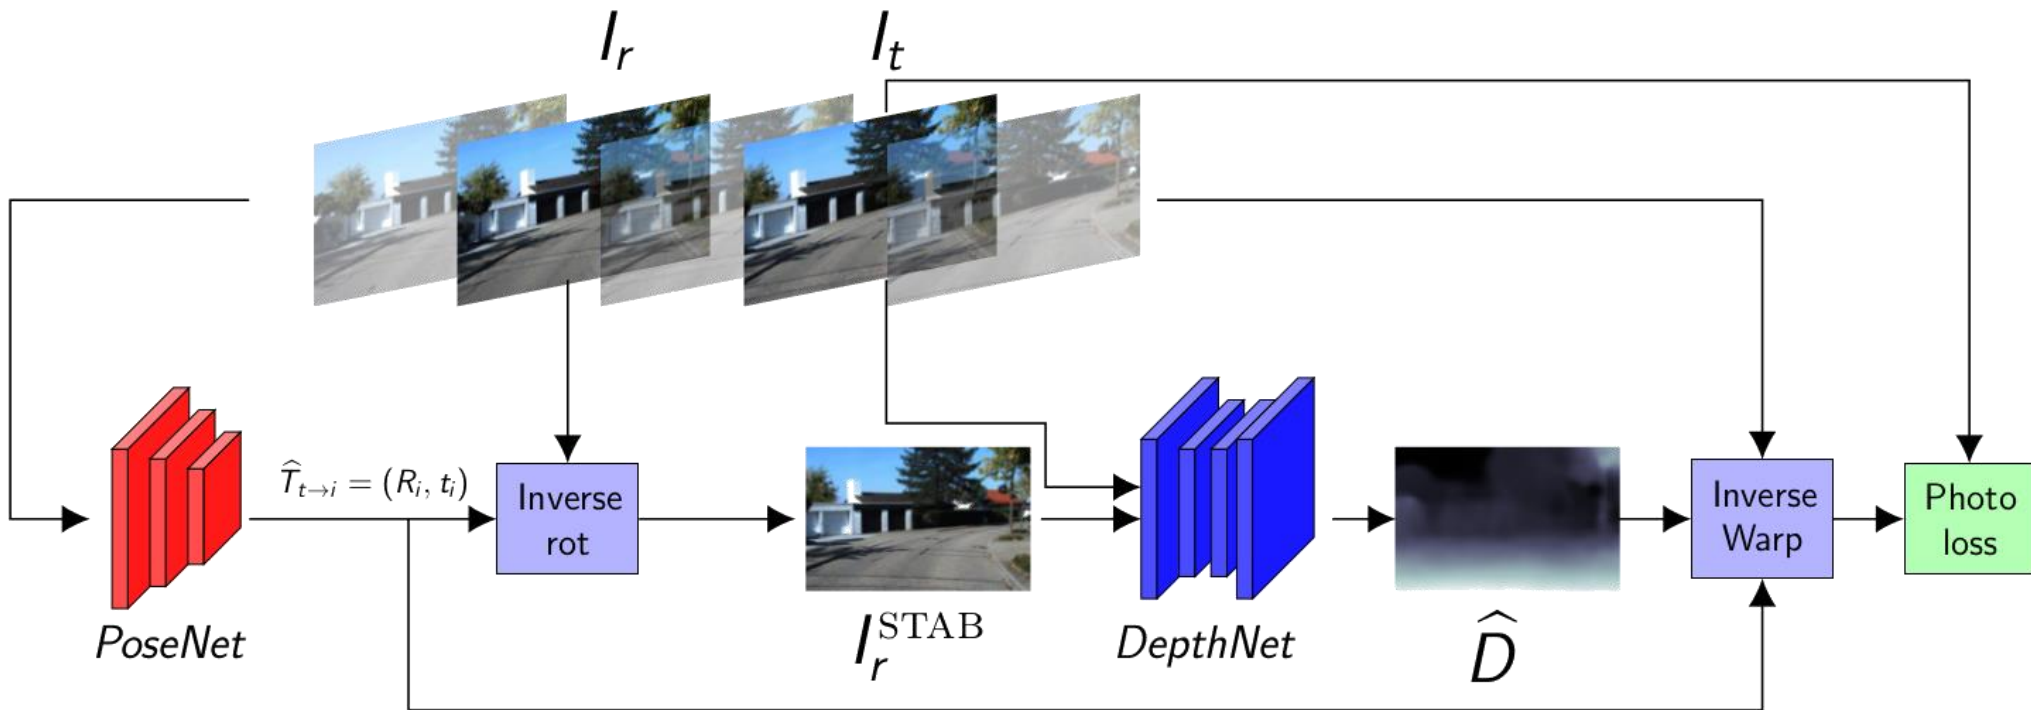 I_r
I_t
T̂_{t→i} = (R_i, t_i)
Inverse
rot
Inverse
Warp
Photo
loss
PoseNet
I_r^{STAB}
DepthNet
D̂